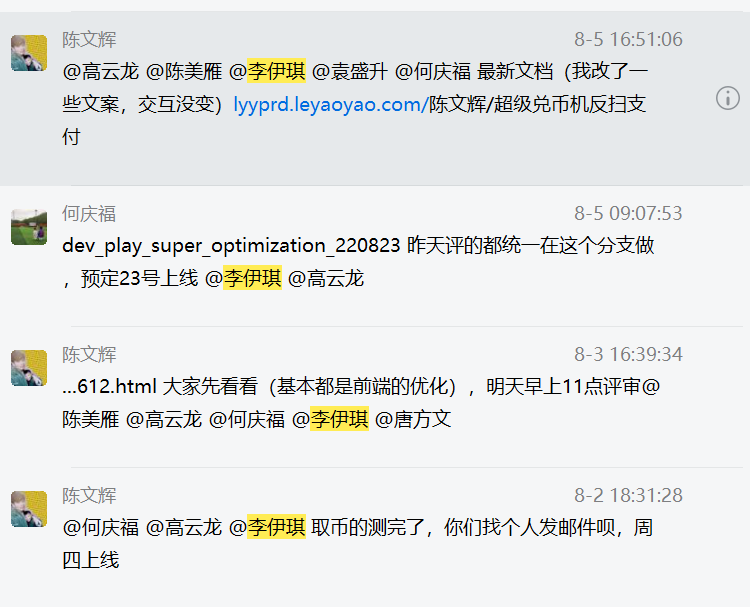 陈文辉 8-5 16:51:06
@高云龙 @陈美雁 @李伊琪 @袁盛升 @何庆福 最新文档（我改了一
些文案，交互没变）lyyprd.leyaoyao.com/陈文辉/超级兑币机反扫支
付
何庆福 8-5 09:07:53
dev_play_super_optimization_220823 昨天评的都统一在这个分支做
，预定23号上线 @李伊琪 @高云龙
陈文辉 8-3 16:39:34
...612.html 大家先看看（基本都是前端的优化），明天早上11点评审@
陈美雁 @高云龙 @何庆福 @李伊琪 @唐方文
陈文辉 8-2 18:31:28
@何庆福 @高云龙 @李伊琪 取币的测完了，你们找个人发邮件呗，周
四上线